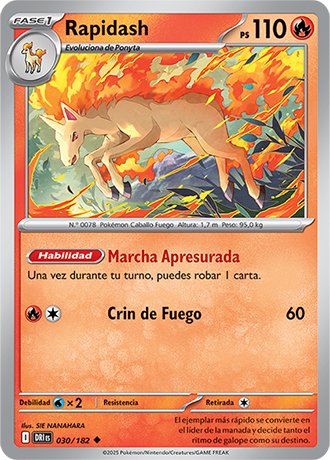 FASE 1 Rapidash PS 110
Evoluciona de Ponyta
N.º 0078 Pokémon Caballo Fuego Altura: 1,7 m Peso: 95,0 kg
Habilidad Marcha Apresurada
Una vez durante tu turno, puedes robar 1 carta.
Crin de Fuego 60
Debilidad ×2 Resistencia Retirada
Ilus. SIE NANAHARA
DRI ES 030/182
El ejemplar más rápido se convierte en
el líder de la manada y decide tanto el
ritmo de galope como su destino.
©2025 Pokémon/Nintendo/Creatures/GAME FREAK